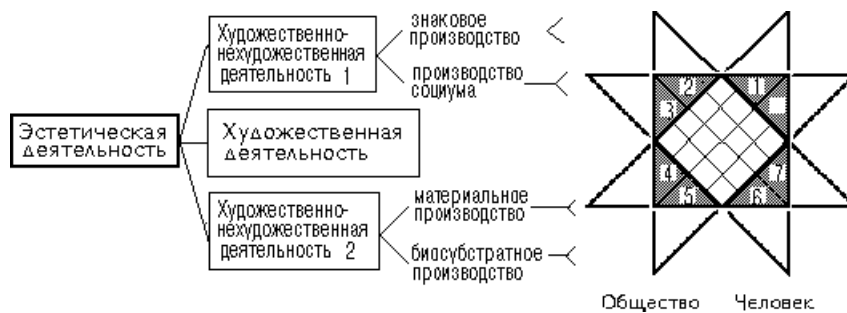 Художественно-
нехудожественная
деятельность 1
знаковое
производство
производство
социума
Эстетическая
деятельность
Художественная
деятельность
Художественно-
нехудожественная
деятельность 2
материальное
производство
биосубстратное
производство
2
1
3
4
7
5
6
Общество Человек